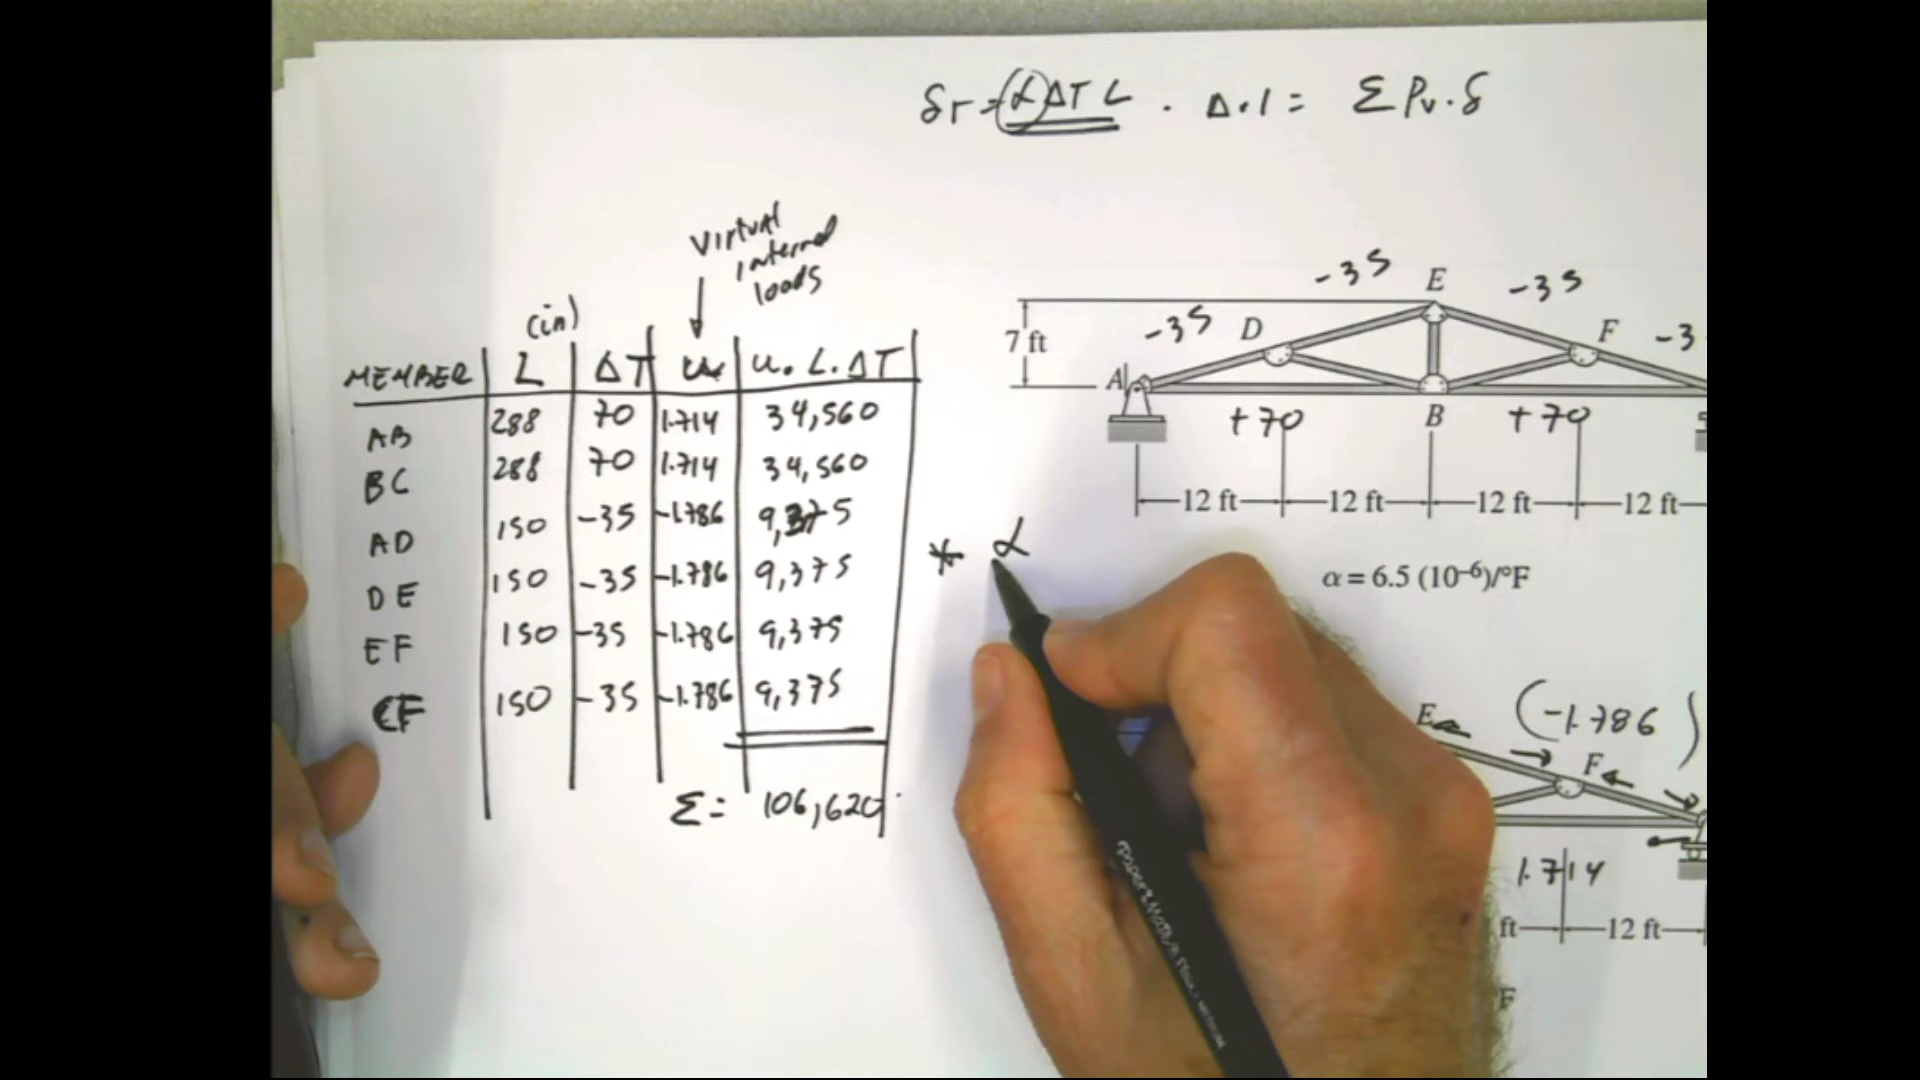 δT = α ΔT L . Δ.1 = Σ Pv.δ
virtual
internal
loads
(in)
MEMBER L ΔT u u. L. ΔT
AB 288 70 1.714 34,560
BC 288 70 1.714 34,560
AD 150 -35 -1.786 9,375
DE 150 -35 -1.786 9,375
EF 150 -35 -1.786 9,375
CF 150 -35 -1.786 9,375
Σ = 106,620
* α
-35 E -35
7 ft -35 D F -3
A +70 B +70
12 ft 12 ft 12 ft 12 ft
α = 6.5 (10⁻⁶)/°F
E (-1.786)
F
1.714
ft 12 ft
F
PaperMate Flair